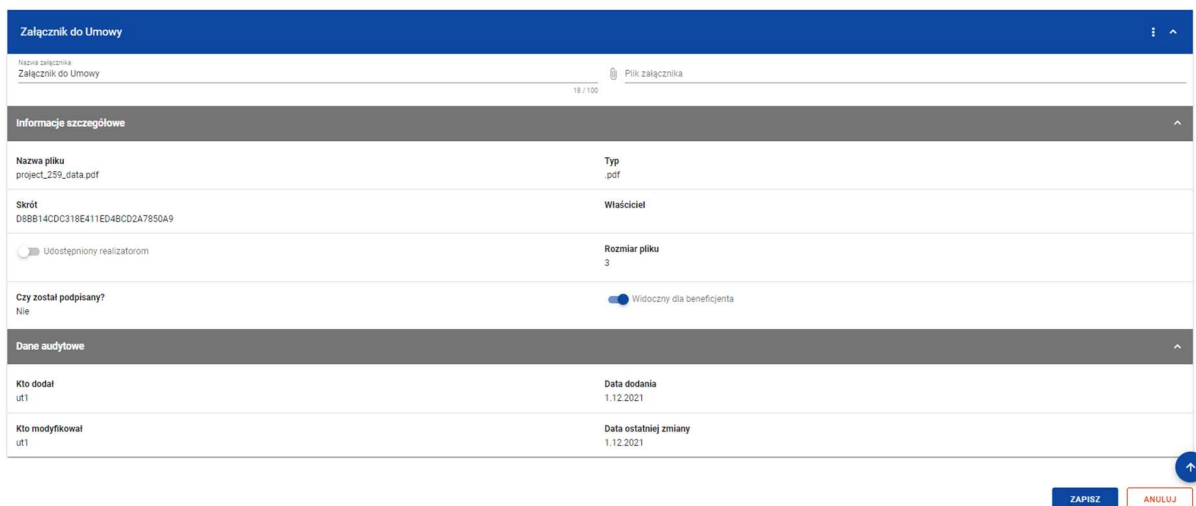 Załącznik do Umowy
Nazwa załącznika
Załącznik do Umowy
Plik załącznika
18 / 100
Informacje szczegółowe
Nazwa pliku
project_259_data.pdf
Typ
.pdf
Skrót
D8BB14CDC318E411ED4BCD2A7850A9
Właściciel
Udostępniony realizatorom
Rozmiar pliku
3
Czy został podpisany?
Nie
Widoczny dla beneficjenta
Dane audytowe
Kto dodał
ut1
Data dodania
1.12.2021
Kto modyfikował
ut1
Data ostatniej zmiany
1.12.2021
ZAPISZ
ANULUJ